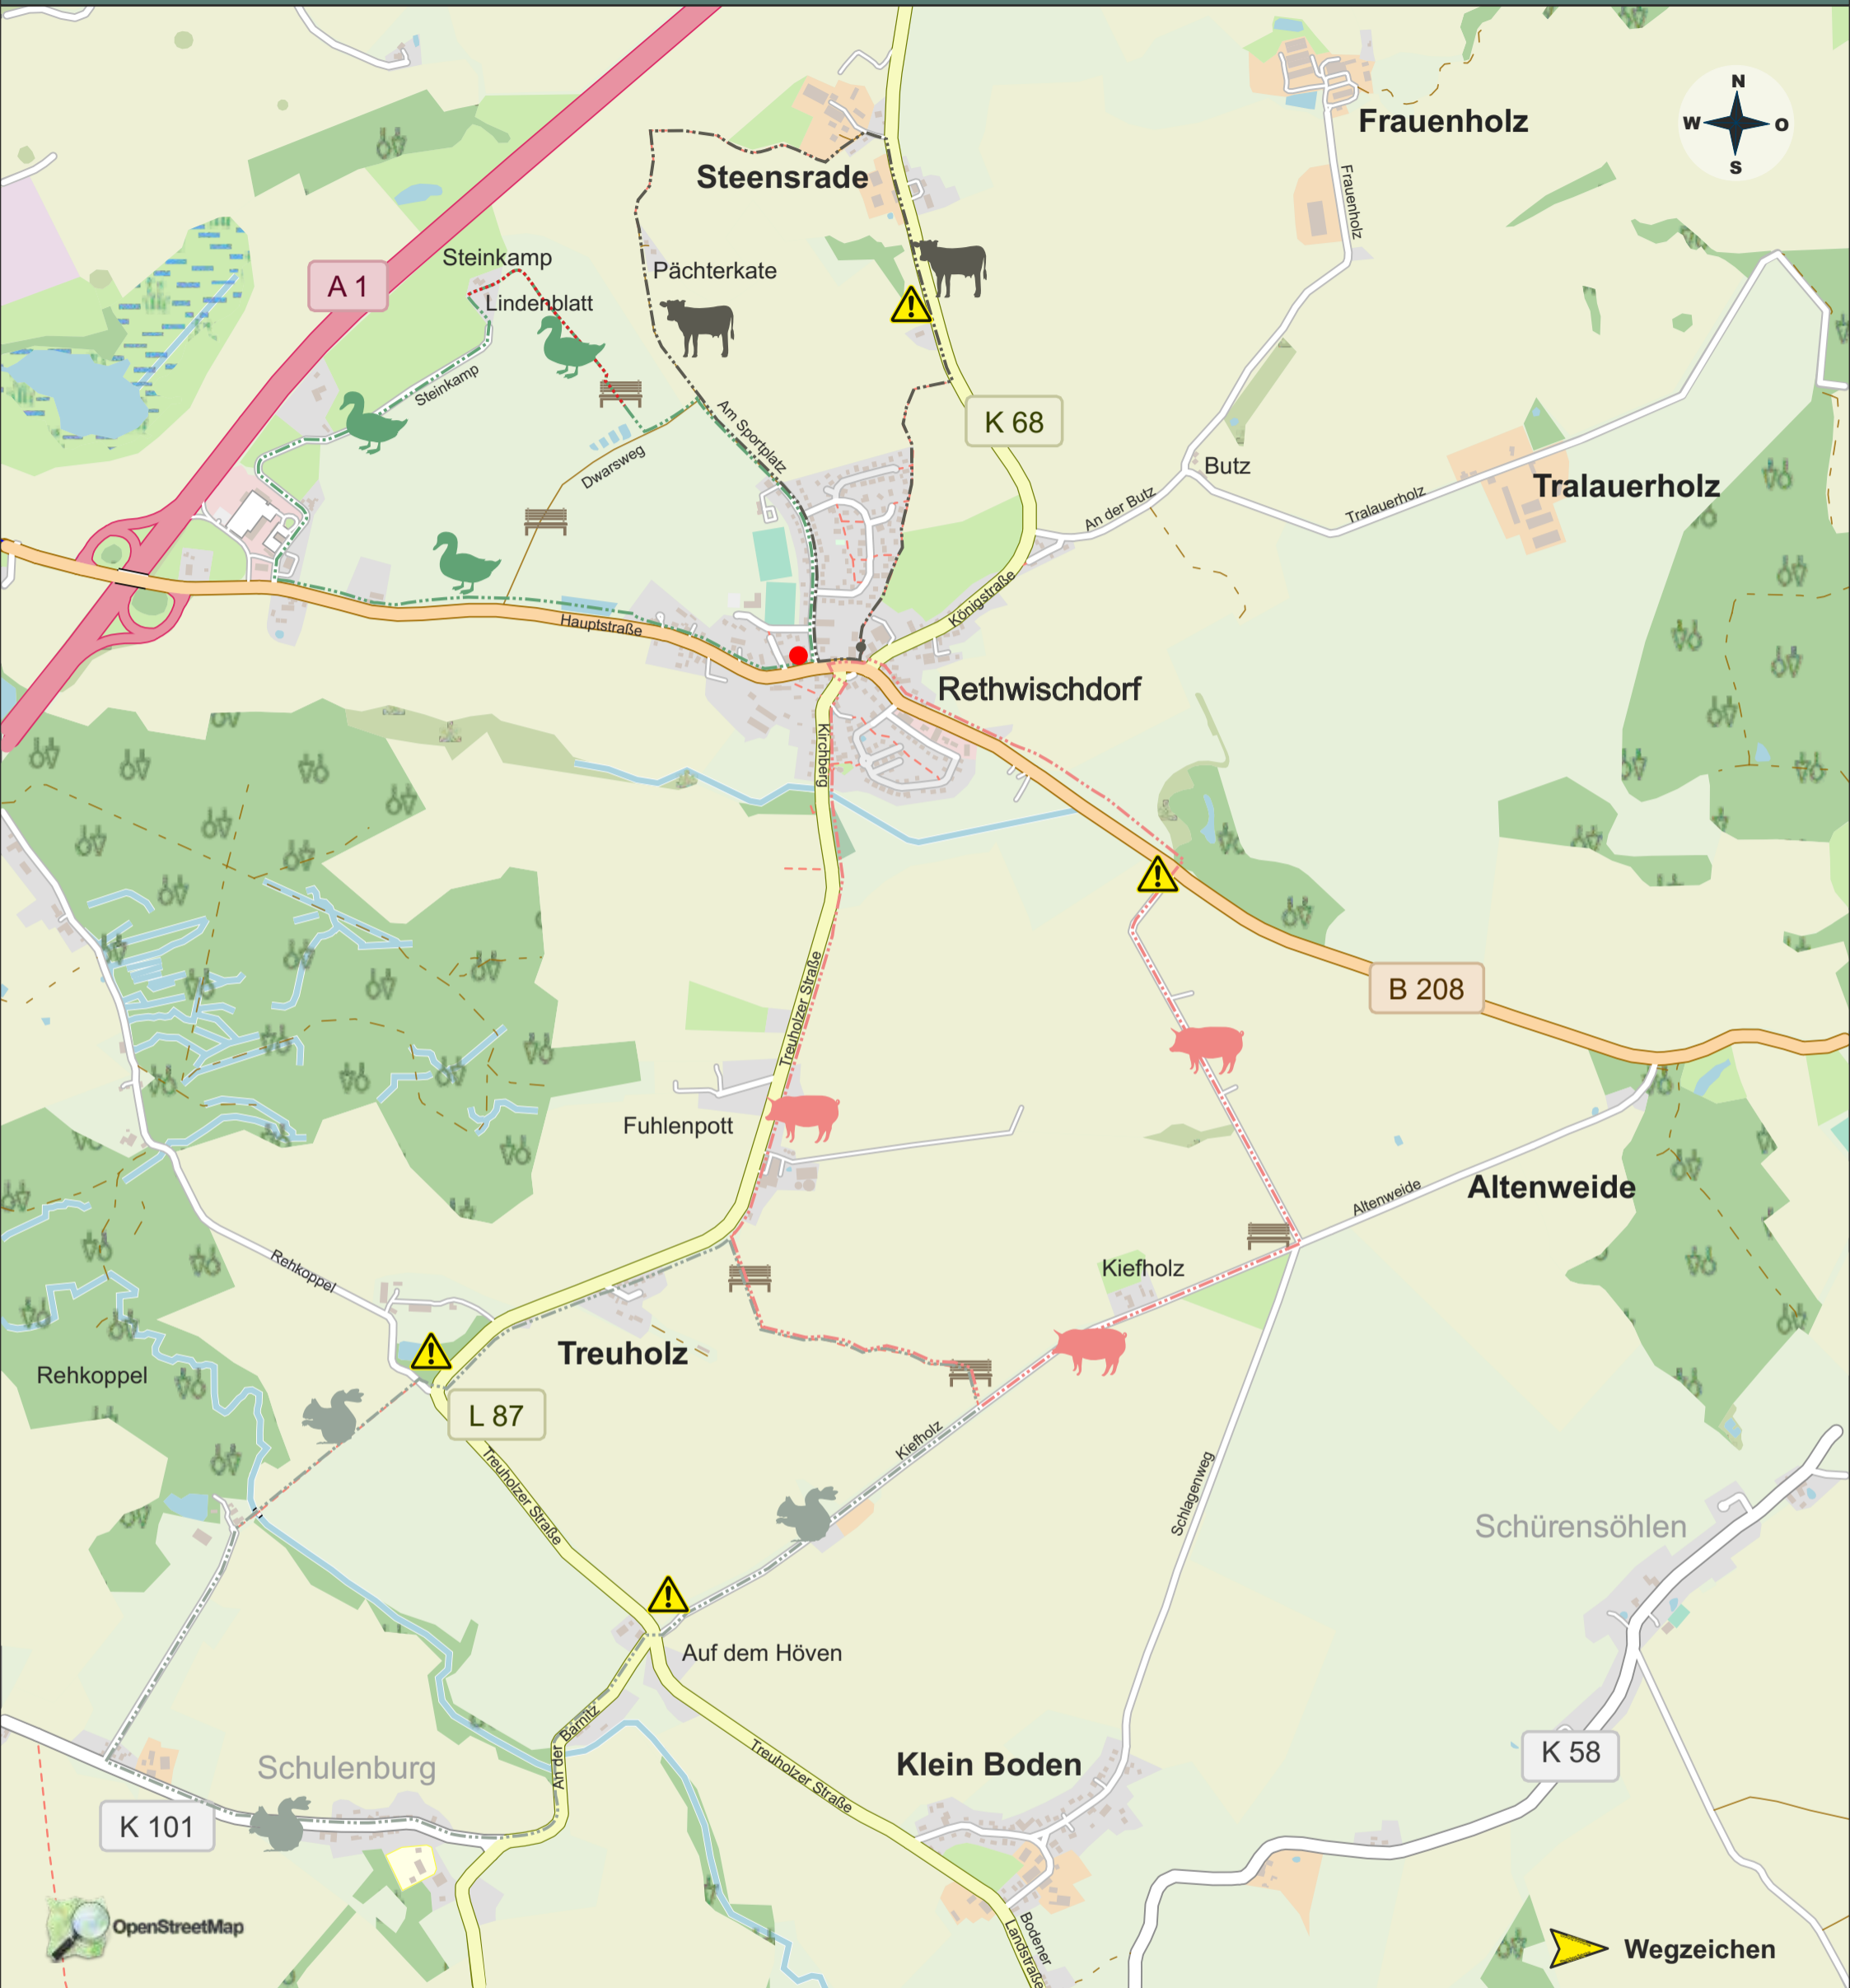 N
W
O
S
Frauenholz
Frauenholz
Steensrade
Steinkamp
Pächterkate
A 1
Lindenblatt
Steinkamp
Am Sportplatz
K 68
Dwarsweg
Butz
An der Butz
Tralauerholz
Tralauerholz
Königstraße
Hauptstraße
Rethwischdorf
Kirchberg
B 208
Treuholzer Straße
Fuhlenpott
Altenweide
Altenweide
Kiefholz
Rehkoppel
Treuholz
Rehkoppel
L 87
Kiefholz
Treuholzer Straße
Schlagenweg
Schürensöhlen
Auf dem Höven
An der
Barnitz
Schulenburg
Treuholzer Straße
Klein Boden
K 58
K 101
OpenStreetMap
Bodener
Landstraße
Wegzeichen